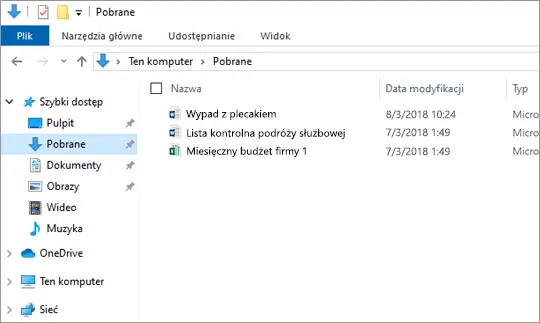 Pobrane
Plik Narzędzia główne Udostępnianie Widok
Ten komputer Pobrane
Nazwa Data modyfikacji Typ
Szybki dostęp
Wypad z plecakiem 8/3/2018 10:24 Micro
Pulpit
Lista kontrolna podróży służbowej 7/3/2018 1:49 Micro
Pobrane
Miesięczny budżet firmy 1 7/3/2018 1:49 Micro
Dokumenty
Obrazy
Wideo
Muzyka
OneDrive
Ten komputer
Sieć